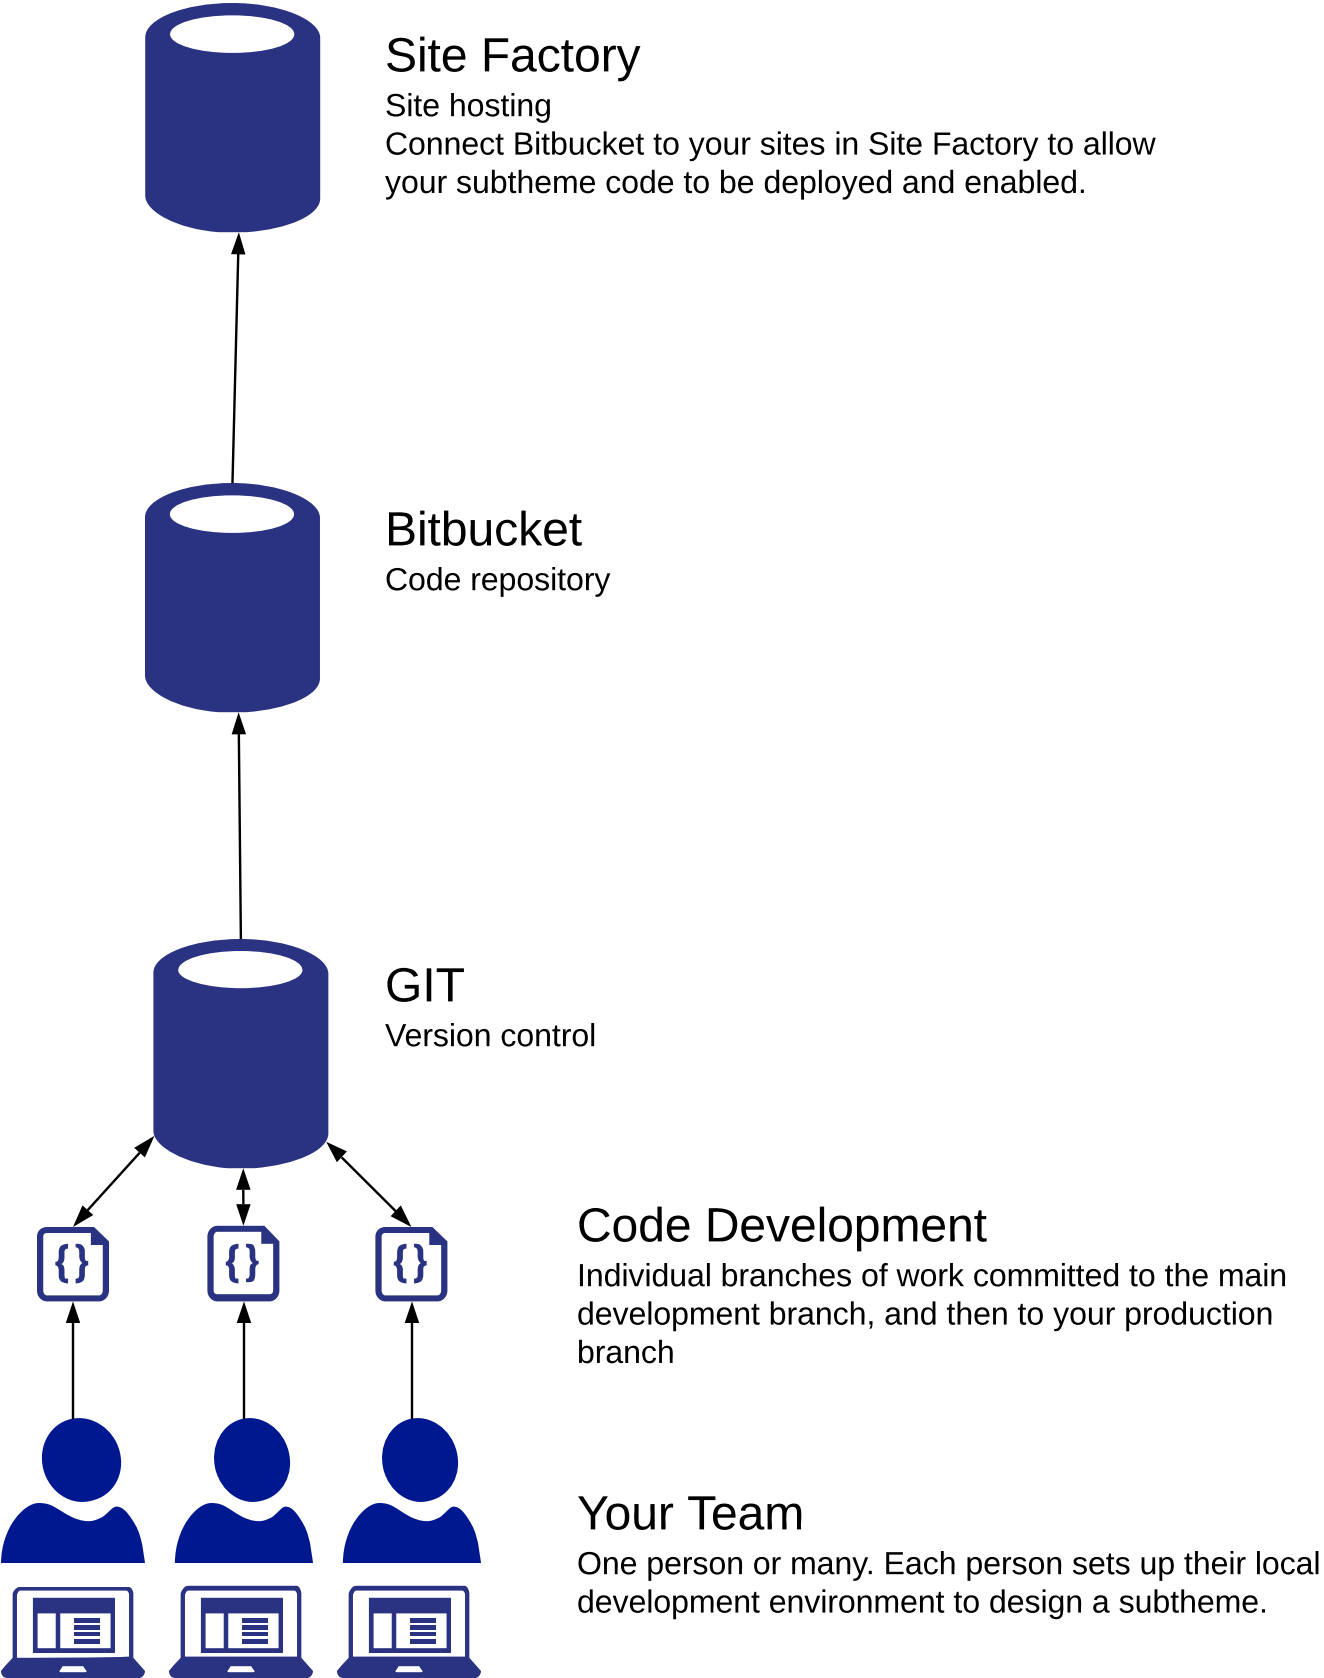 Site Factory
Site hosting
Connect Bitbucket to your sites in Site Factory to allow
your subtheme code to be deployed and enabled.
Bitbucket
Code repository
GIT
Version control
{}
{}
{}
Code Development
Individual branches of work committed to the main
development branch, and then to your production
branch
Your Team
One person or many. Each person sets up their local
development environment to design a subtheme.